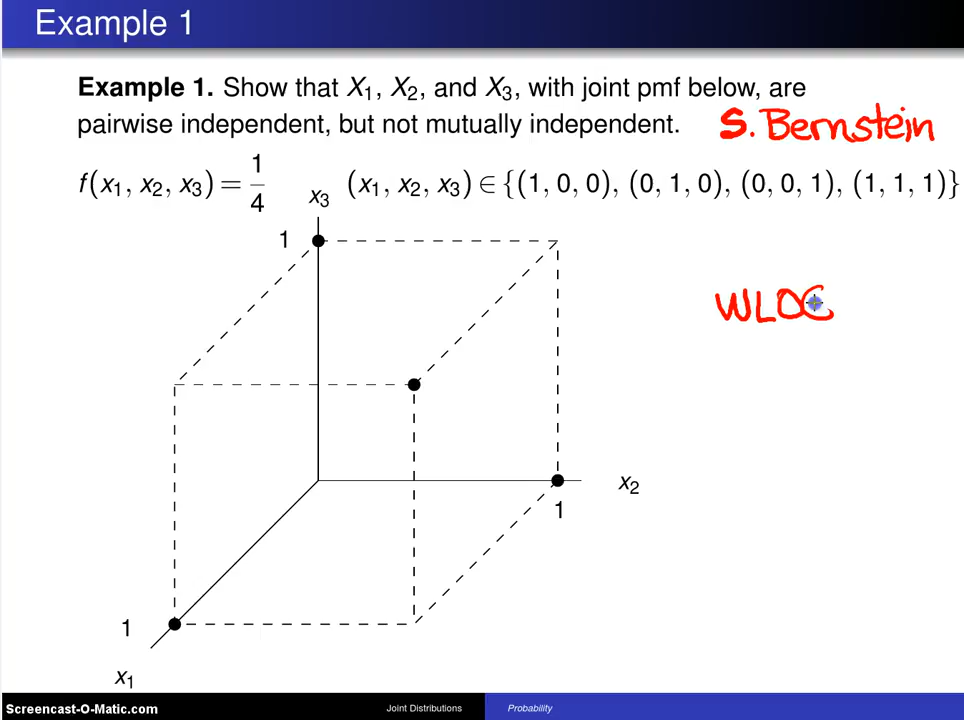 Example 1
Example 1. Show that X₁, X₂, and X₃, with joint pmf below, are
pairwise independent, but not mutually independent. S. Bernstein
f(x₁, x₂, x₃) = 1/4 (x₁, x₂, x₃) ∈ {(1, 0, 0), (0, 1, 0), (0, 0, 1), (1, 1, 1)}
x₃
1
WLOG
x₂
1
1
x₁
Screencast-O-Matic.com Joint Distributions Probability